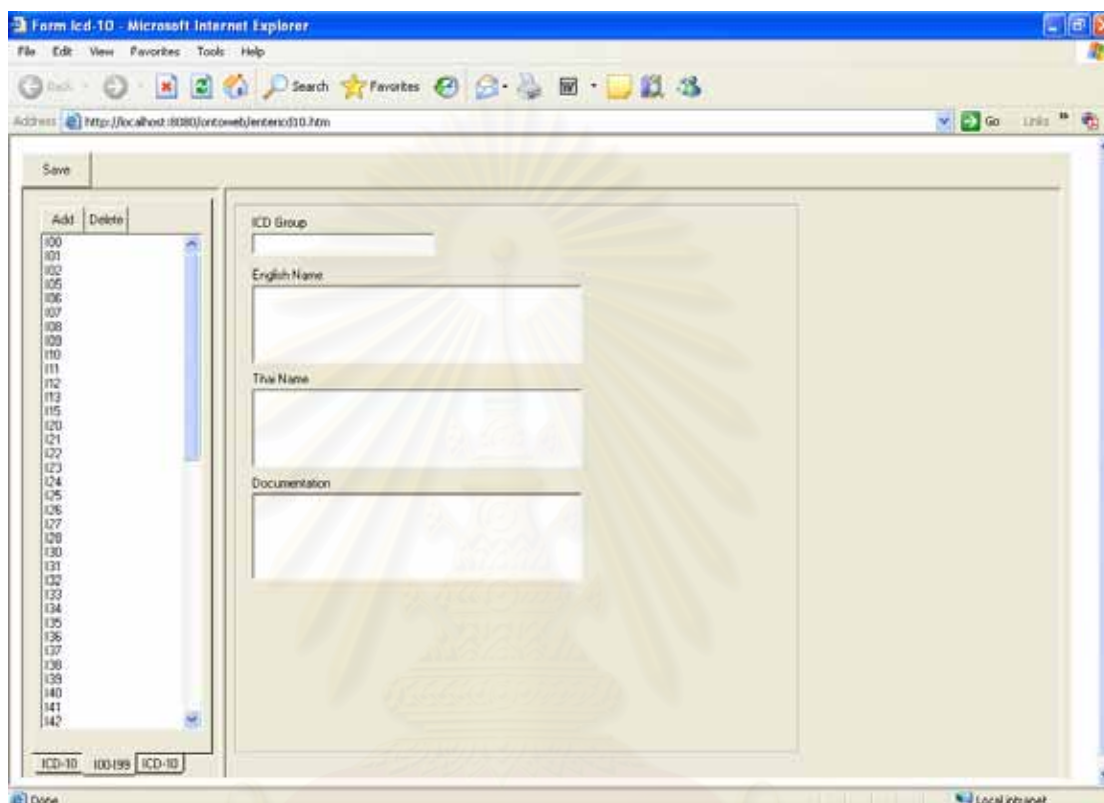 Form Icd-10 - Microsoft Internet Explorer
File Edit View Favorites Tools Help
Back Search Favorites
Address http://localhost:8080/ontoweb/entericd10.htm Go Links
Save
Add Delete
I00
I01
I02
I05
I06
I07
I08
I09
I10
I11
I12
I13
I15
I20
I21
I22
I23
I24
I25
I26
I27
I28
I30
I31
I32
I33
I34
I35
I36
I37
I38
I39
I40
I41
I42
ICD Group
English Name
Thai Name
Documentation
ICD-10 I00-I99 ICD-10
Done Local intranet